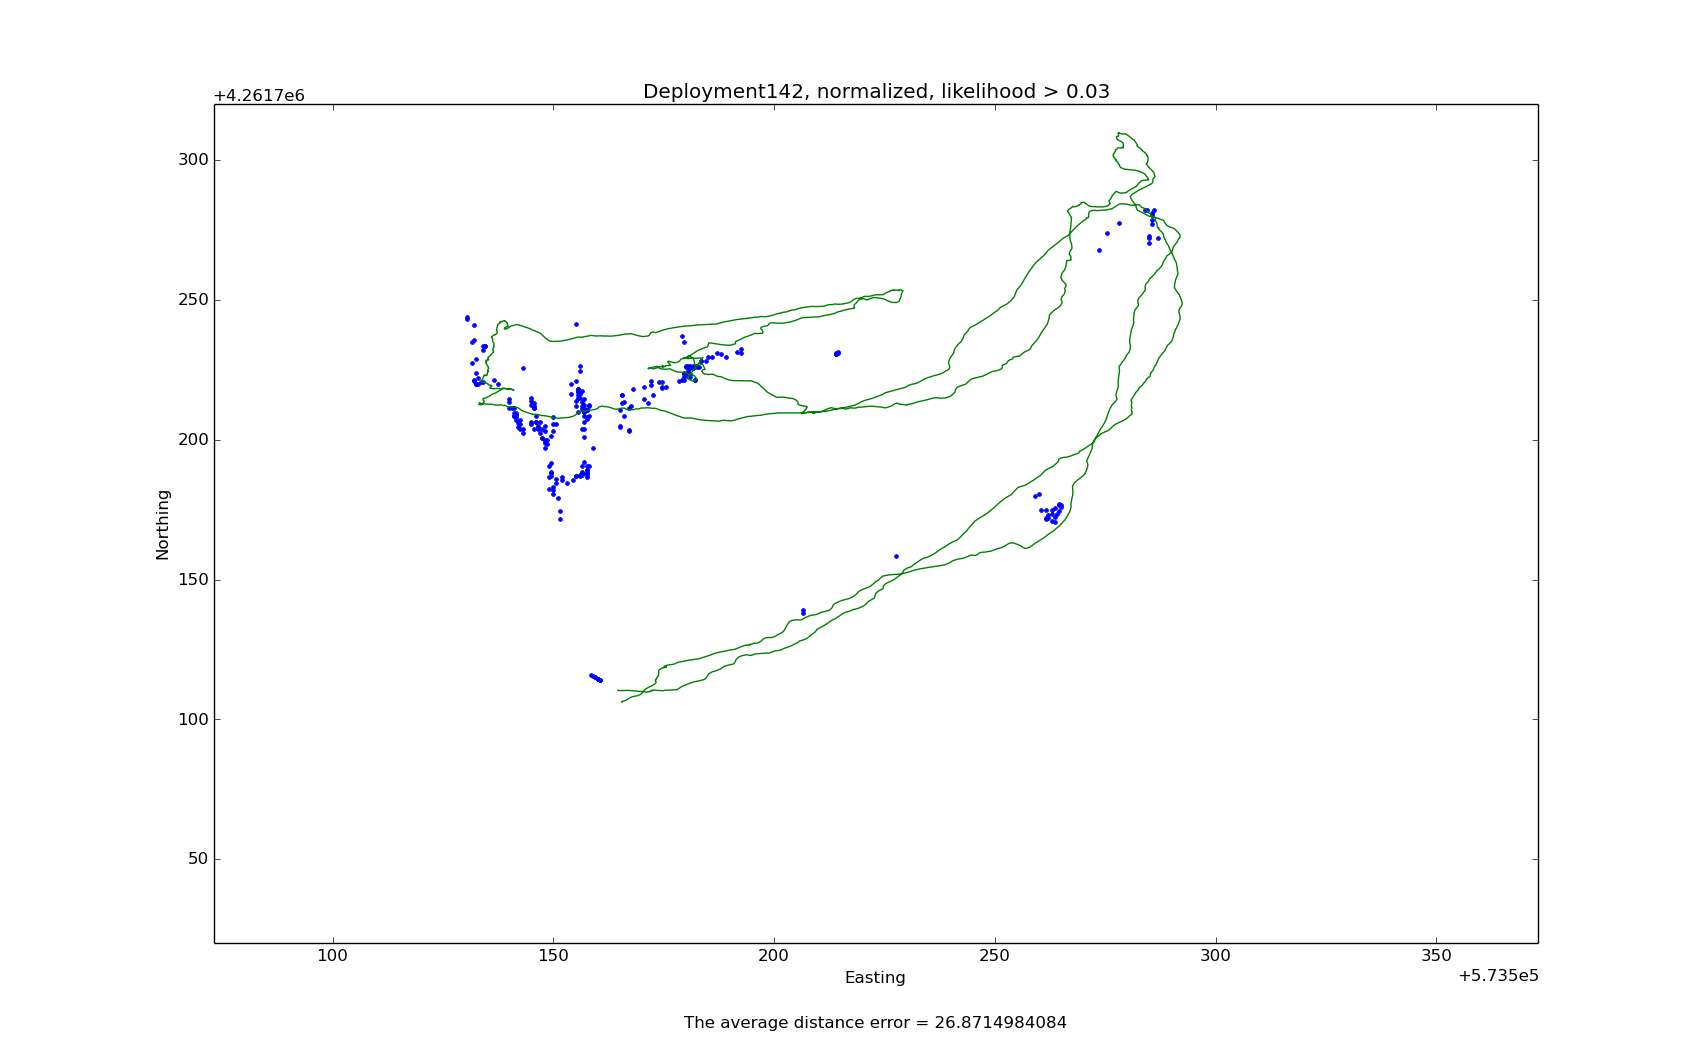 Deployment142, normalized, likelihood > 0.03
+4.2617e6
300
250
200
150
100
50
Northing
100 150 200 250 300 350
Easting
+5.735e5
The average distance error = 26.8714984084